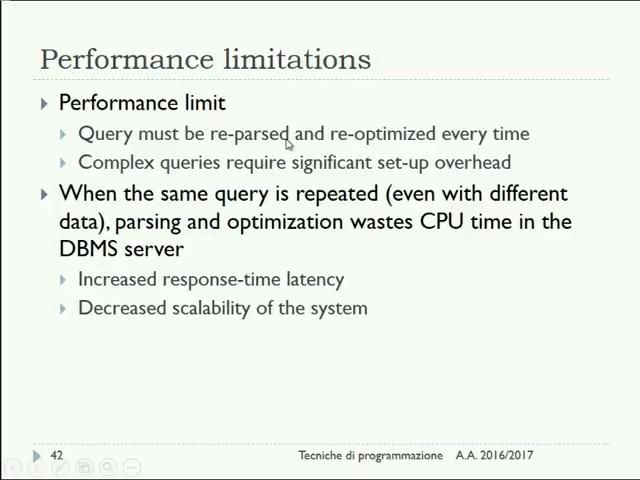 Performance limitations
Performance limit
Query must be re-parsed and re-optimized every time
Complex queries require significant set-up overhead
When the same query is repeated (even with different
data), parsing and optimization wastes CPU time in the
DBMS server
Increased response-time latency
Decreased scalability of the system
42 Tecniche di programmazione A.A. 2016/2017